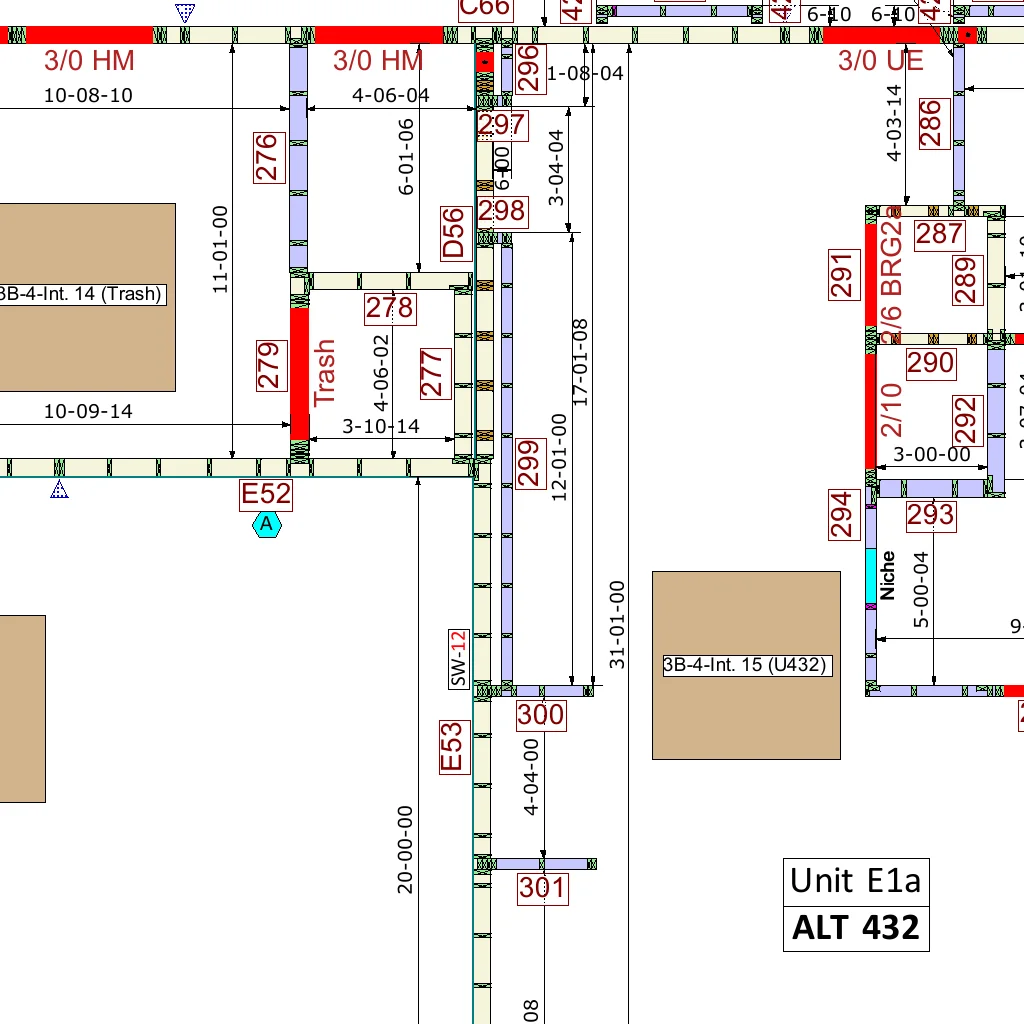 C66
6-10
6-10
3/0 HM
3/0 HM
3/0 UE
296
1-08-04
10-08-10
4-06-04
4-03-14
286
297
276
6-01-06
6-00
3-04-04
298
D56
11-01-00
287
291
2/6 BRG2a
289
3B-4-Int. 14 (Trash)
278
279
Trash
4-06-02
277
17-01-08
290
2/10
292
10-09-14
3-10-14
12-01-00
299
3-00-00
E52
A
294
293
Niche
5-00-04
31-01-00
SW-12
3B-4-Int. 15 (U432)
300
E53
4-04-00
20-00-00
301
Unit E1a
ALT 432
08